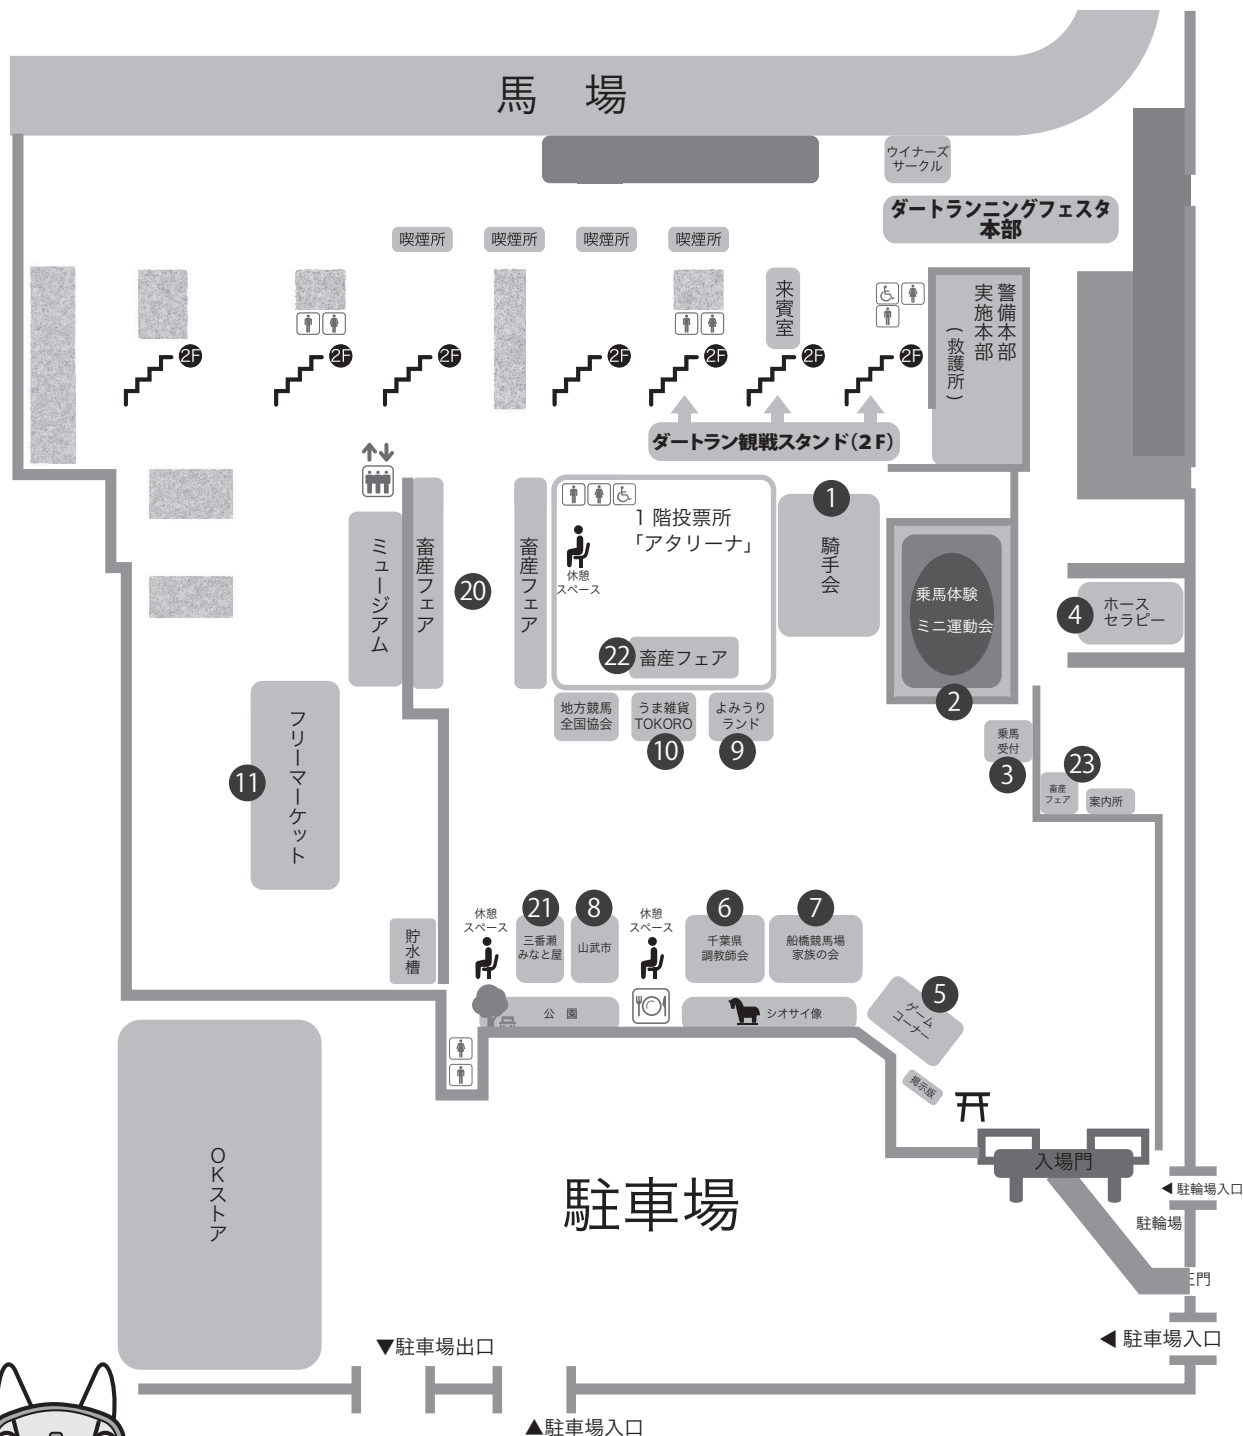 馬 場
ウイナーズ
サークル
ダートランニングフェスタ
本部
喫煙所
喫煙所
喫煙所
喫煙所
来賓室
警備本部
実施本部
(救護所)
2F
2F
2F
2F
2F
2F
2F
ダートラン観戦スタンド(2F)
1階投票所
「アタリーナ」
休憩
スペース
1
騎手会
ミュージアム
畜産フェア
20
畜産フェア
22
畜産フェア
乗馬体験
ミニ運動会
2
4
ホース
セラピー
地方競馬
全国協会
うま雑貨
TOKORO
10
よみうり
ランド
9
乗馬
受付
3
23
畜産
フェア
案内所
11
フリーマーケット
貯水槽
休憩
スペース
21
三番瀬
みなと屋
8
山武市
休憩
スペース
6
千葉県
調教師会
7
船橋競馬場
家族の会
公 園
シオサイ像
5
ゲーム
コーナー
掲示版
入場門
OKストア
駐車場
◀ 駐輪場入口
駐輪場
門
◀ 駐車場入口
▼駐車場出口
▲駐車場入口